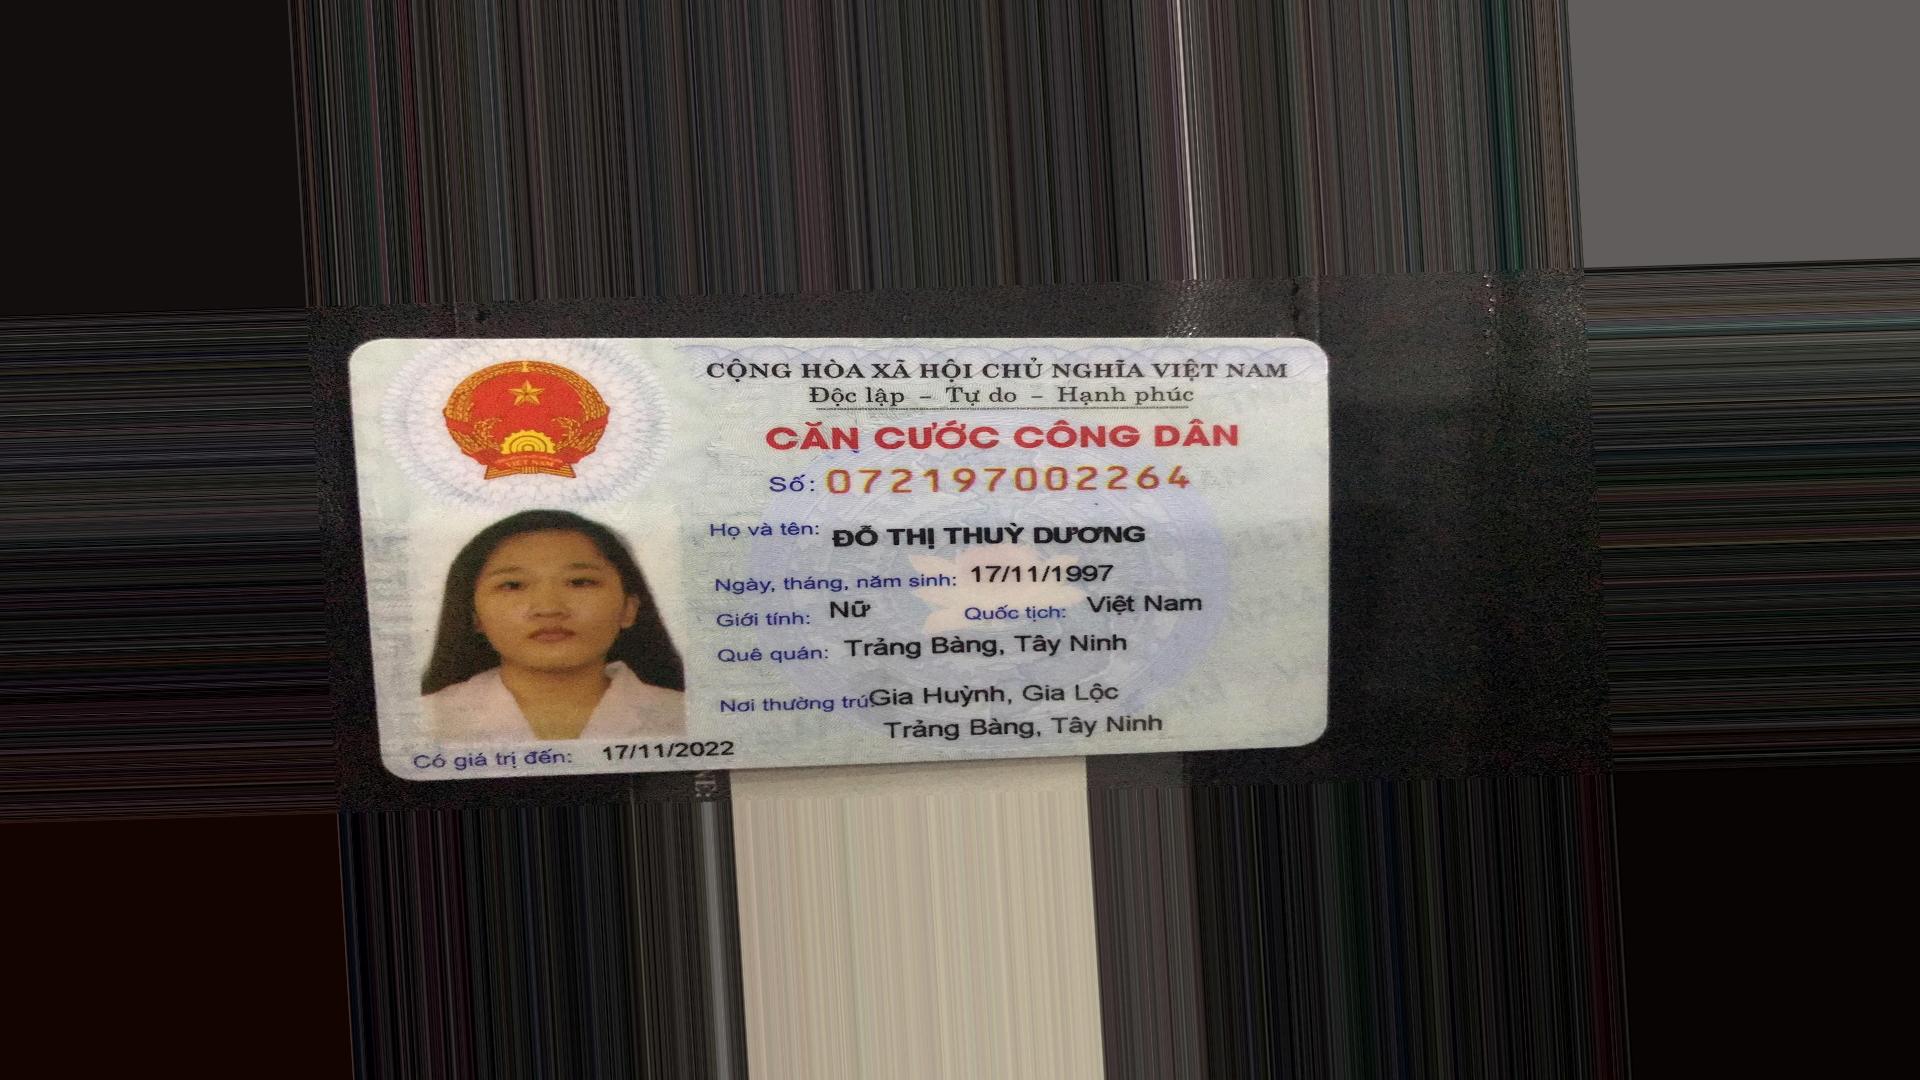 CỘNG HÒA XÃ HỘI CHỦ NGHĨA VIỆT NAM
Độc lập – Tự do – Hạnh phúc
CĂN CƯỚC CÔNG DÂN
Số: 072197002264
Họ và tên: ĐỖ THỊ THUỲ DƯƠNG
Ngày, tháng, năm sinh: 17/11/1997
Giới tính: Nữ Quốc tịch: Việt Nam
Quê quán: Trảng Bàng, Tây Ninh
Nơi thường trú: Gia Huỳnh, Gia Lộc
Trảng Bàng, Tây Ninh
Có giá trị đến: 17/11/2022
VIỆT NAM